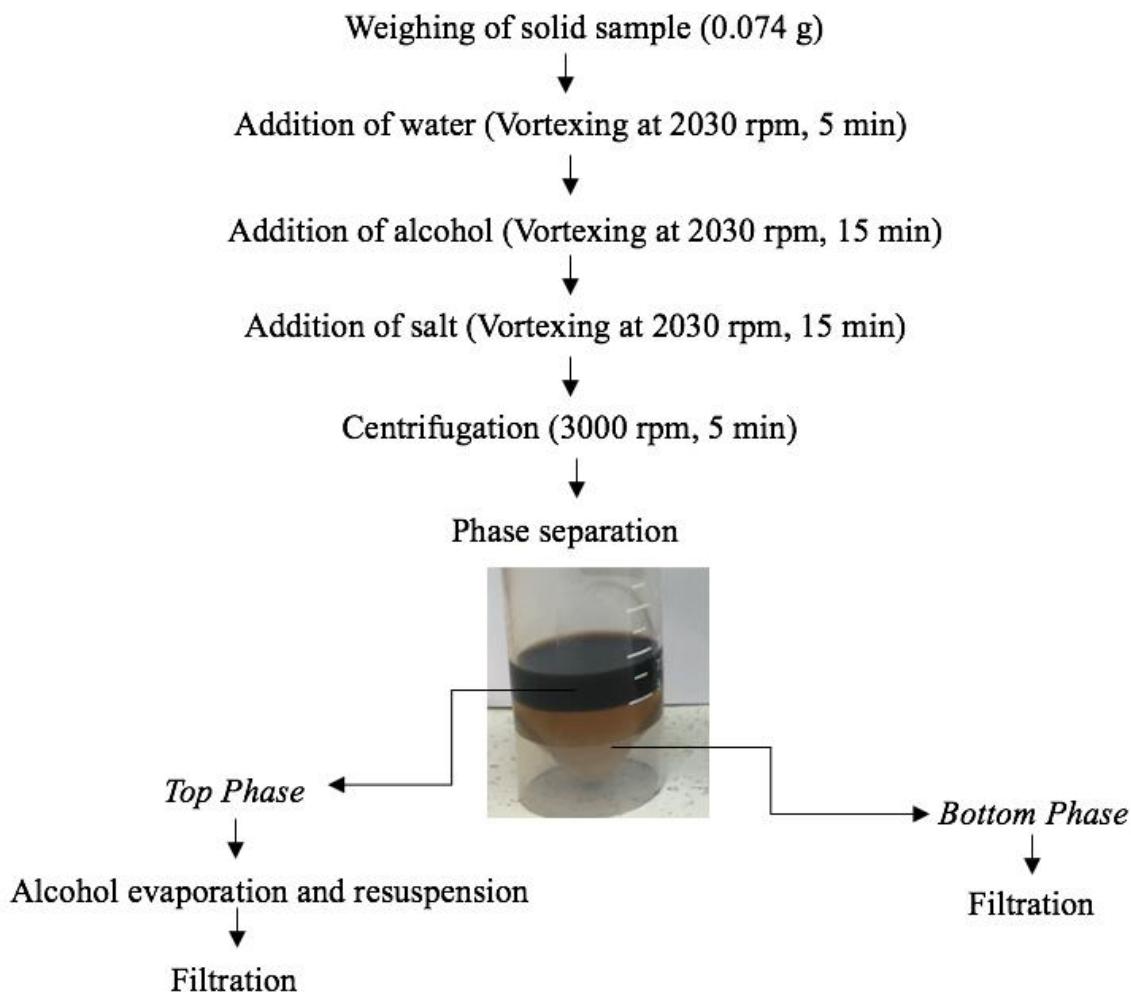 Weighing of solid sample (0.074 g)
Addition of water (Vortexing at 2030 rpm, 5 min)
Addition of alcohol (Vortexing at 2030 rpm, 15 min)
Addition of salt (Vortexing at 2030 rpm, 15 min)
Centrifugation (3000 rpm, 5 min)
Phase separation
Top Phase
Alcohol evaporation and resuspension
Filtration
Bottom Phase
Filtration